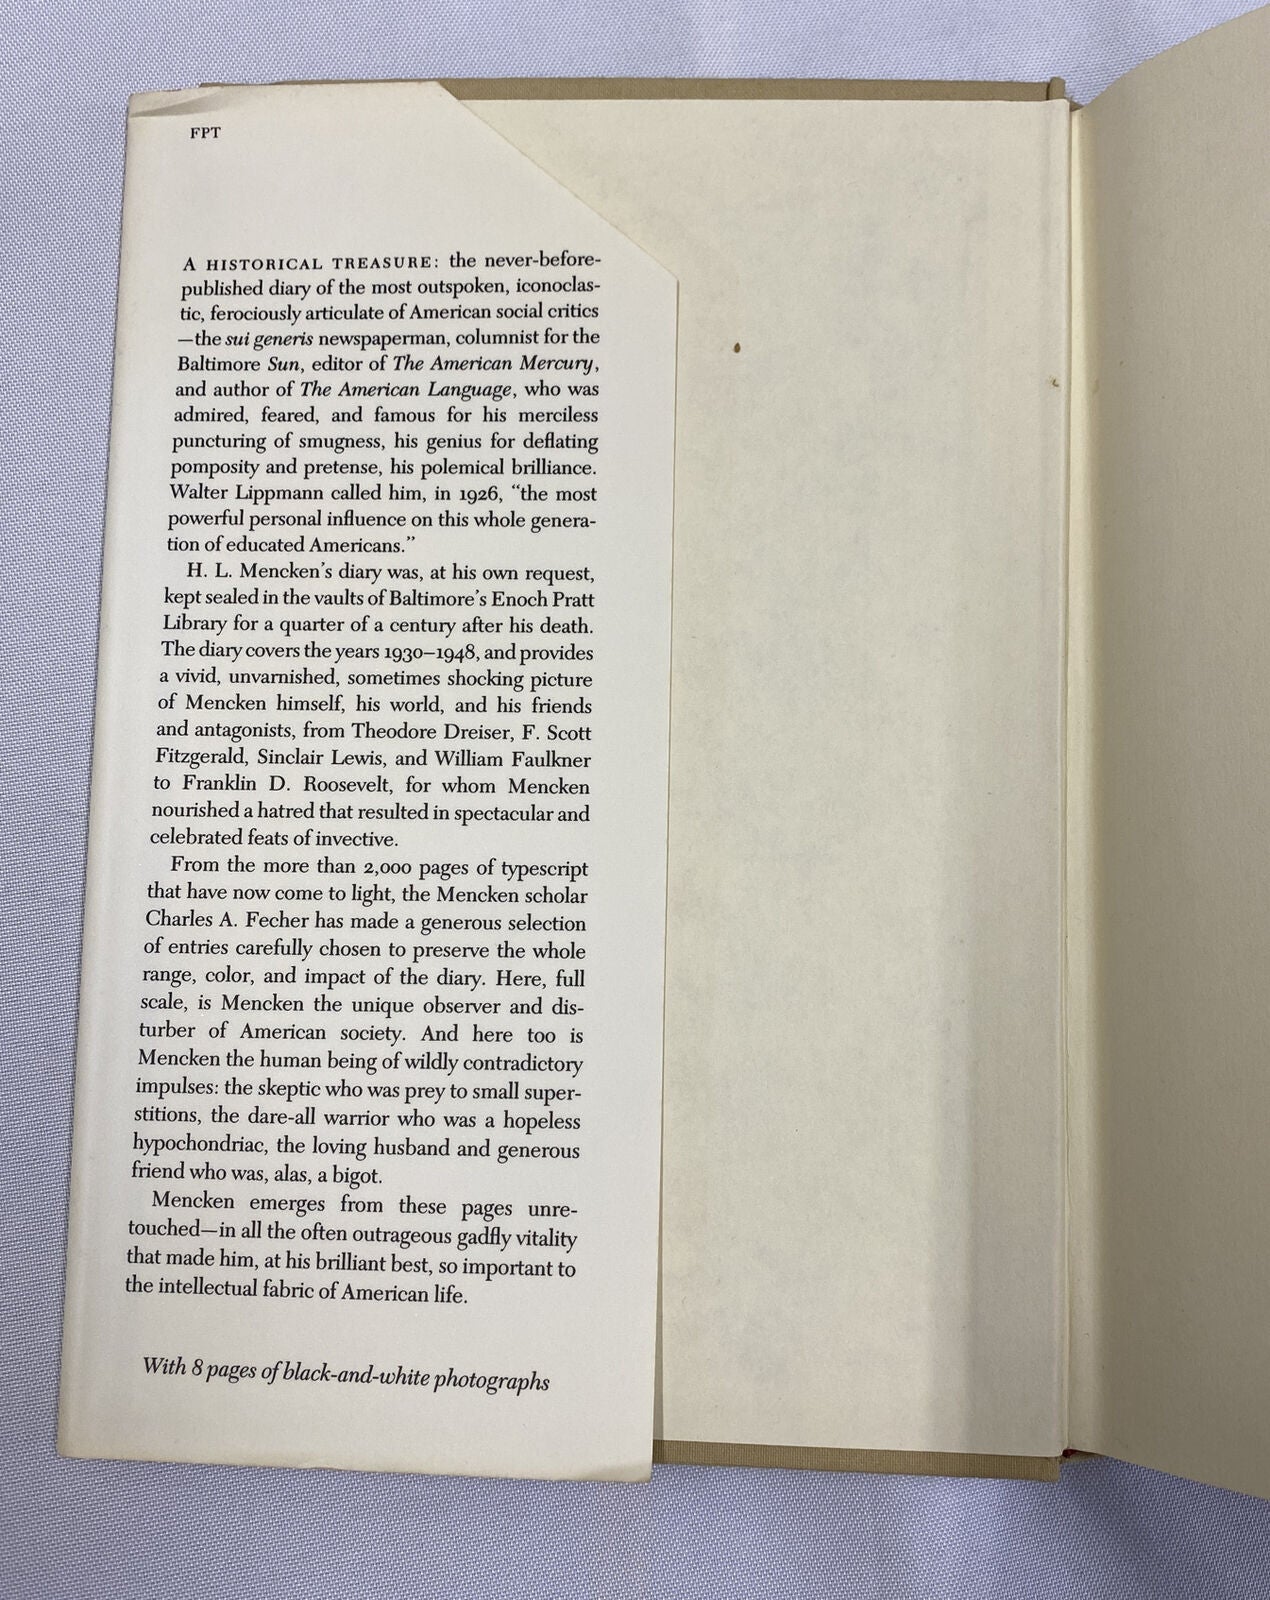 FPT
A HISTORICAL TREASURE: the never-before-
published diary of the most outspoken, iconoclas-
tic, ferociously articulate of American social critics
—the sui generis newspaperman, columnist for the
Baltimore Sun, editor of The American Mercury,
and author of The American Language, who was
admired, feared, and famous for his merciless
puncturing of smugness, his genius for deflating
pomposity and pretense, his polemical brilliance.
Walter Lippmann called him, in 1926, “the most
powerful personal influence on this whole genera-
tion of educated Americans.”
H. L. Mencken’s diary was, at his own request,
kept sealed in the vaults of Baltimore’s Enoch Pratt
Library for a quarter of a century after his death.
The diary covers the years 1930–1948, and provides
a vivid, unvarnished, sometimes shocking picture
of Mencken himself, his world, and his friends
and antagonists, from Theodore Dreiser, F. Scott
Fitzgerald, Sinclair Lewis, and William Faulkner
to Franklin D. Roosevelt, for whom Mencken
nourished a hatred that resulted in spectacular and
celebrated feats of invective.
From the more than 2,000 pages of typescript
that have now come to light, the Mencken scholar
Charles A. Fecher has made a generous selection
of entries carefully chosen to preserve the whole
range, color, and impact of the diary. Here, full
scale, is Mencken the unique observer and dis-
turber of American society. And here too is
Mencken the human being of wildly contradictory
impulses: the skeptic who was prey to small super-
stitions, the dare-all warrior who was a hopeless
hypochondriac, the loving husband and generous
friend who was, alas, a bigot.
Mencken emerges from these pages unre-
touched—in all the often outrageous gadfly vitality
that made him, at his brilliant best, so important to
the intellectual fabric of American life.
With 8 pages of black-and-white photographs